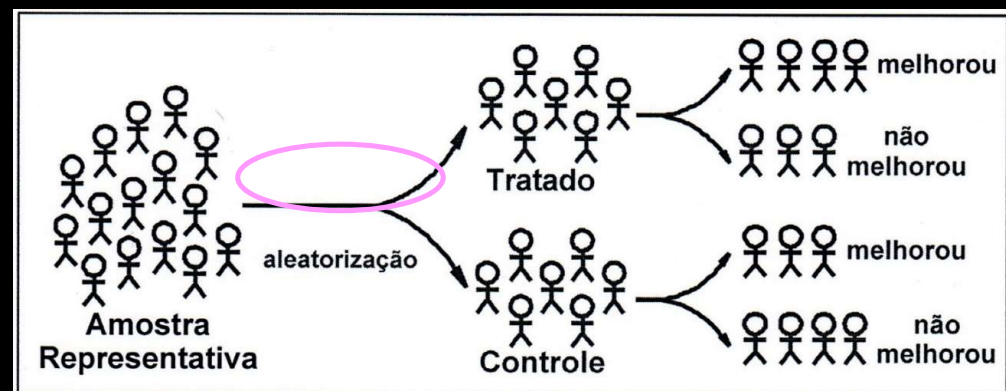 melhorou
não
melhorou
Tratado
aleatorização
melhorou
Amostra
Representativa
Controle
não
melhorou